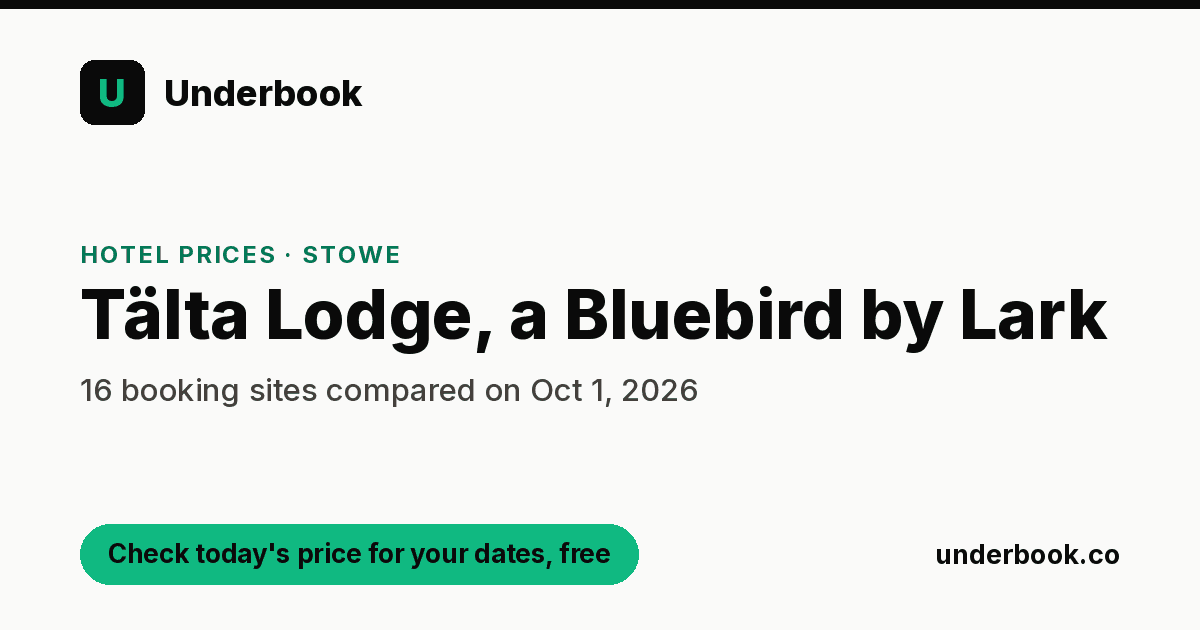 U Underbook
HOTEL PRICES · STOWE
Tälta Lodge, a Bluebird by Lark
16 booking sites compared on Oct 1, 2026
Check today's price for your dates, free
underbook.co